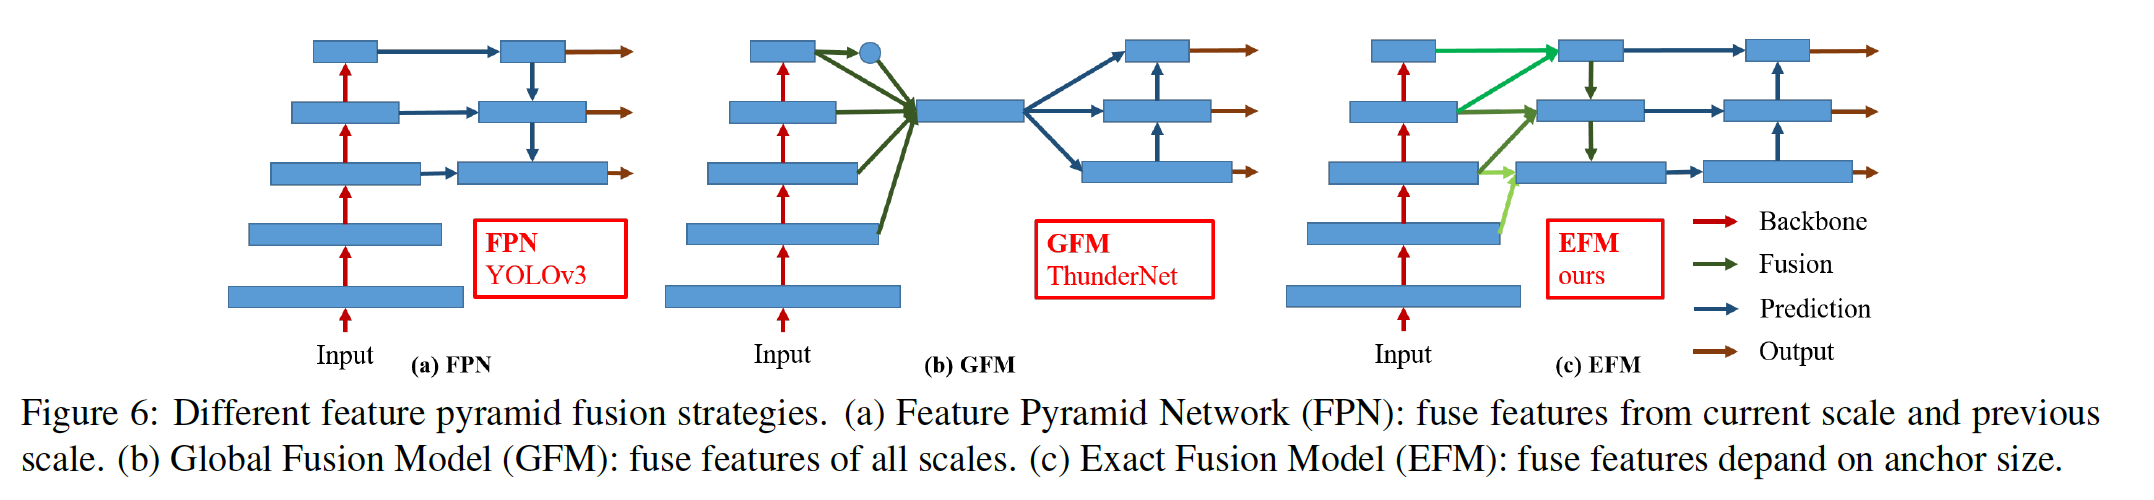 FPN
YOLOv3
Input
(a) FPN
GFM
ThunderNet
Input
(b) GFM
EFM
ours
Input
(c) EFM
Backbone
Fusion
Prediction
Output
Figure 6: Different feature pyramid fusion strategies. (a) Feature Pyramid Network (FPN): fuse features from current scale and previous
scale. (b) Global Fusion Model (GFM): fuse features of all scales. (c) Exact Fusion Model (EFM): fuse features depand on anchor size.